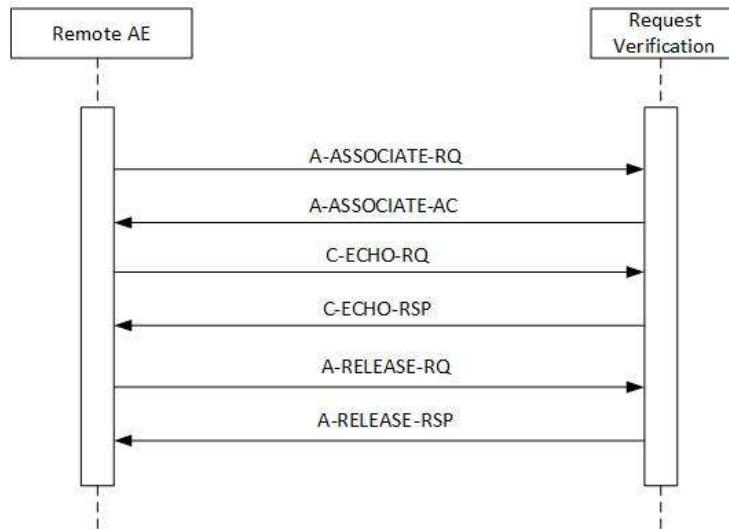 Remote AE
Request
Verification
A-ASSOCIATE-RQ
A-ASSOCIATE-AC
C-ECHO-RQ
C-ECHO-RSP
A-RELEASE-RQ
A-RELEASE-RSP